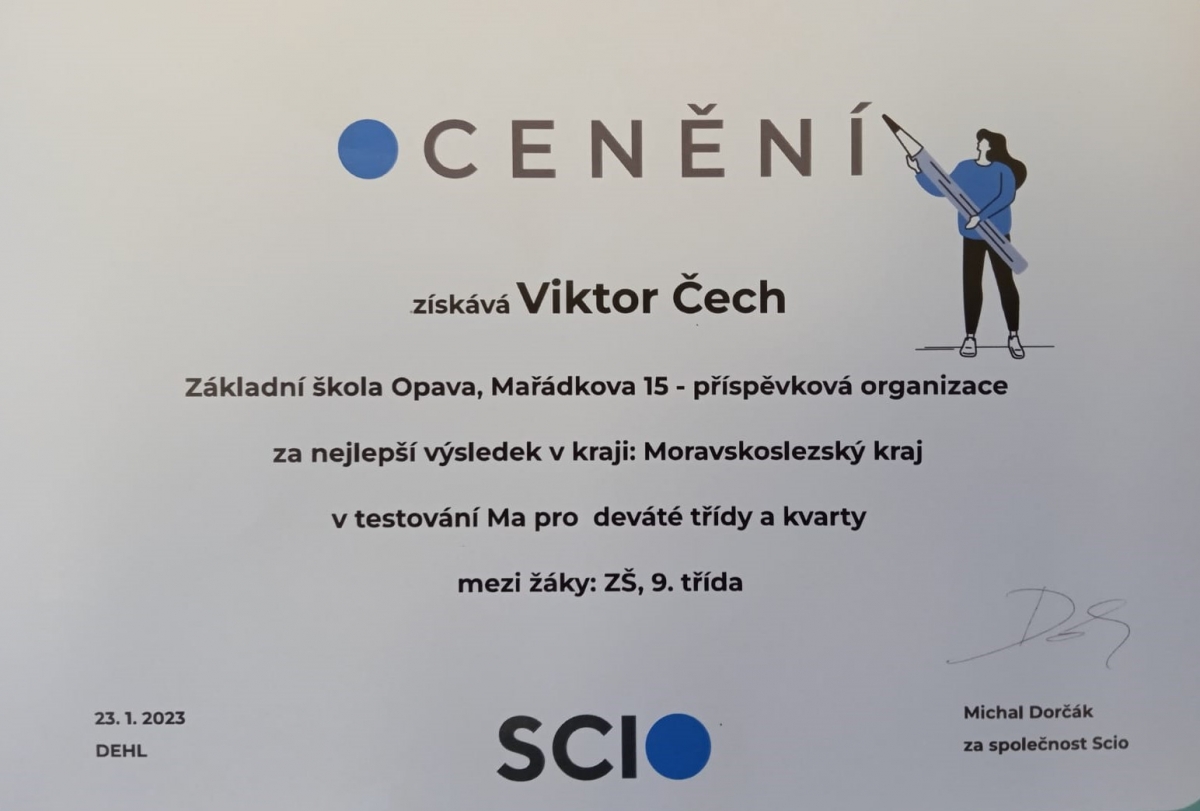 OCENĚNÍ
získává Viktor Čech
Základní škola Opava, Mařádkova 15 - příspěvková organizace
za nejlepší výsledek v kraji: Moravskoslezský kraj
v testování Ma pro deváté třídy a kvarty
mezi žáky: ZŠ, 9. třída
23. 1. 2023
DEHL
SCIO
Michal Dorčák
za společnost Scio